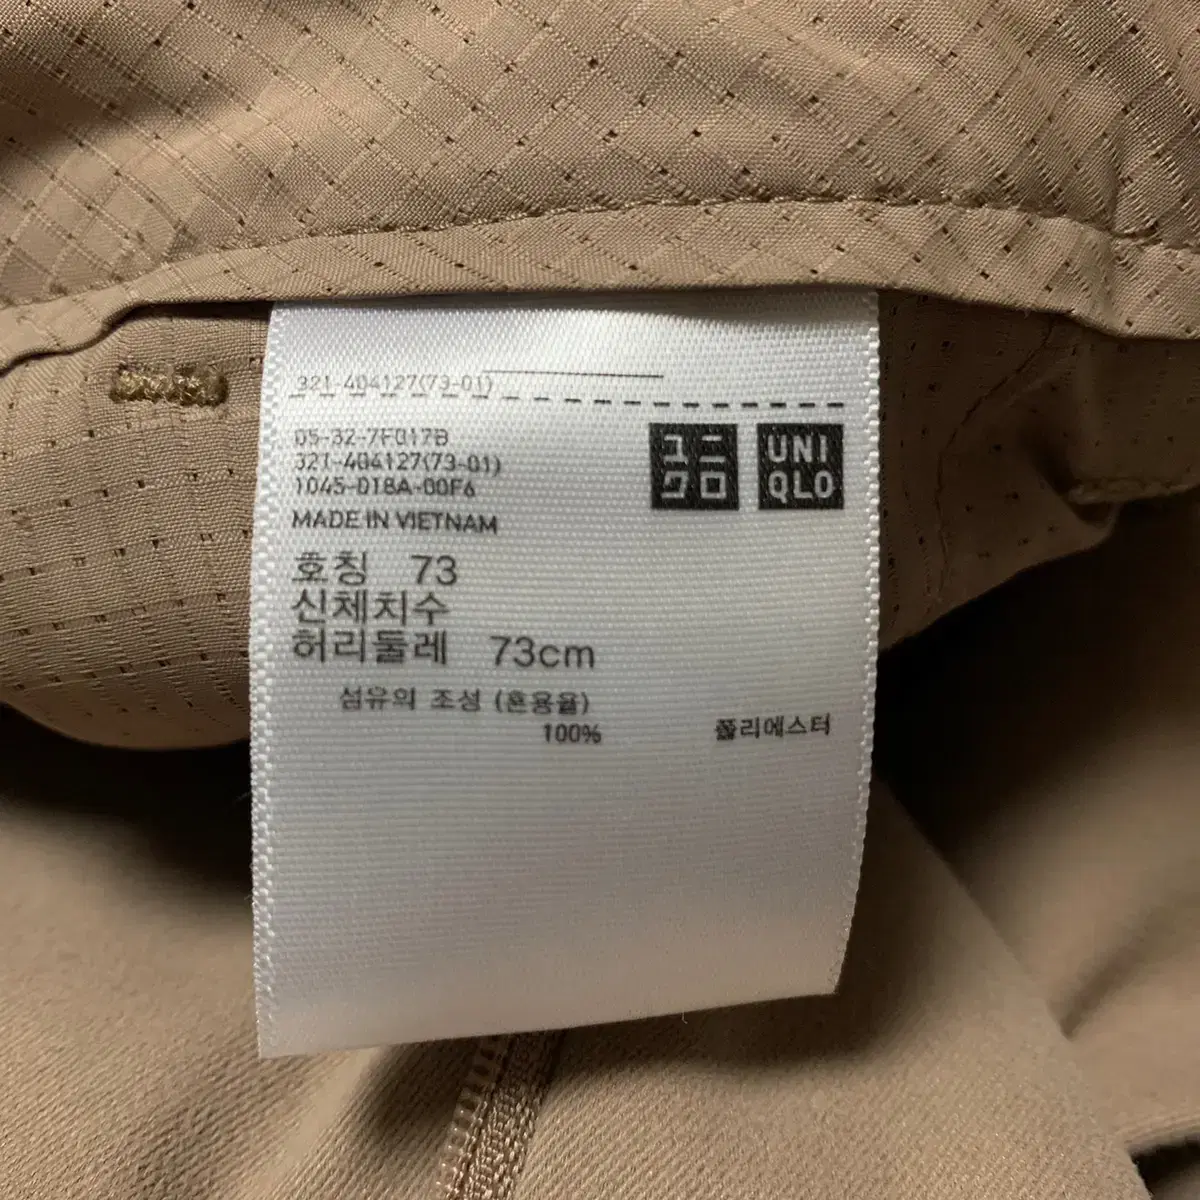 321-404127(73-01)
05-32-7F017B
321-404127(73-01)
1045-018A-00F6
MADE IN VIETNAM
ユニ
クロ
UNI
QLO
호칭 73
신체치수
허리둘레 73cm
섬유의 조성 (혼용율)
100% 폴리에스터